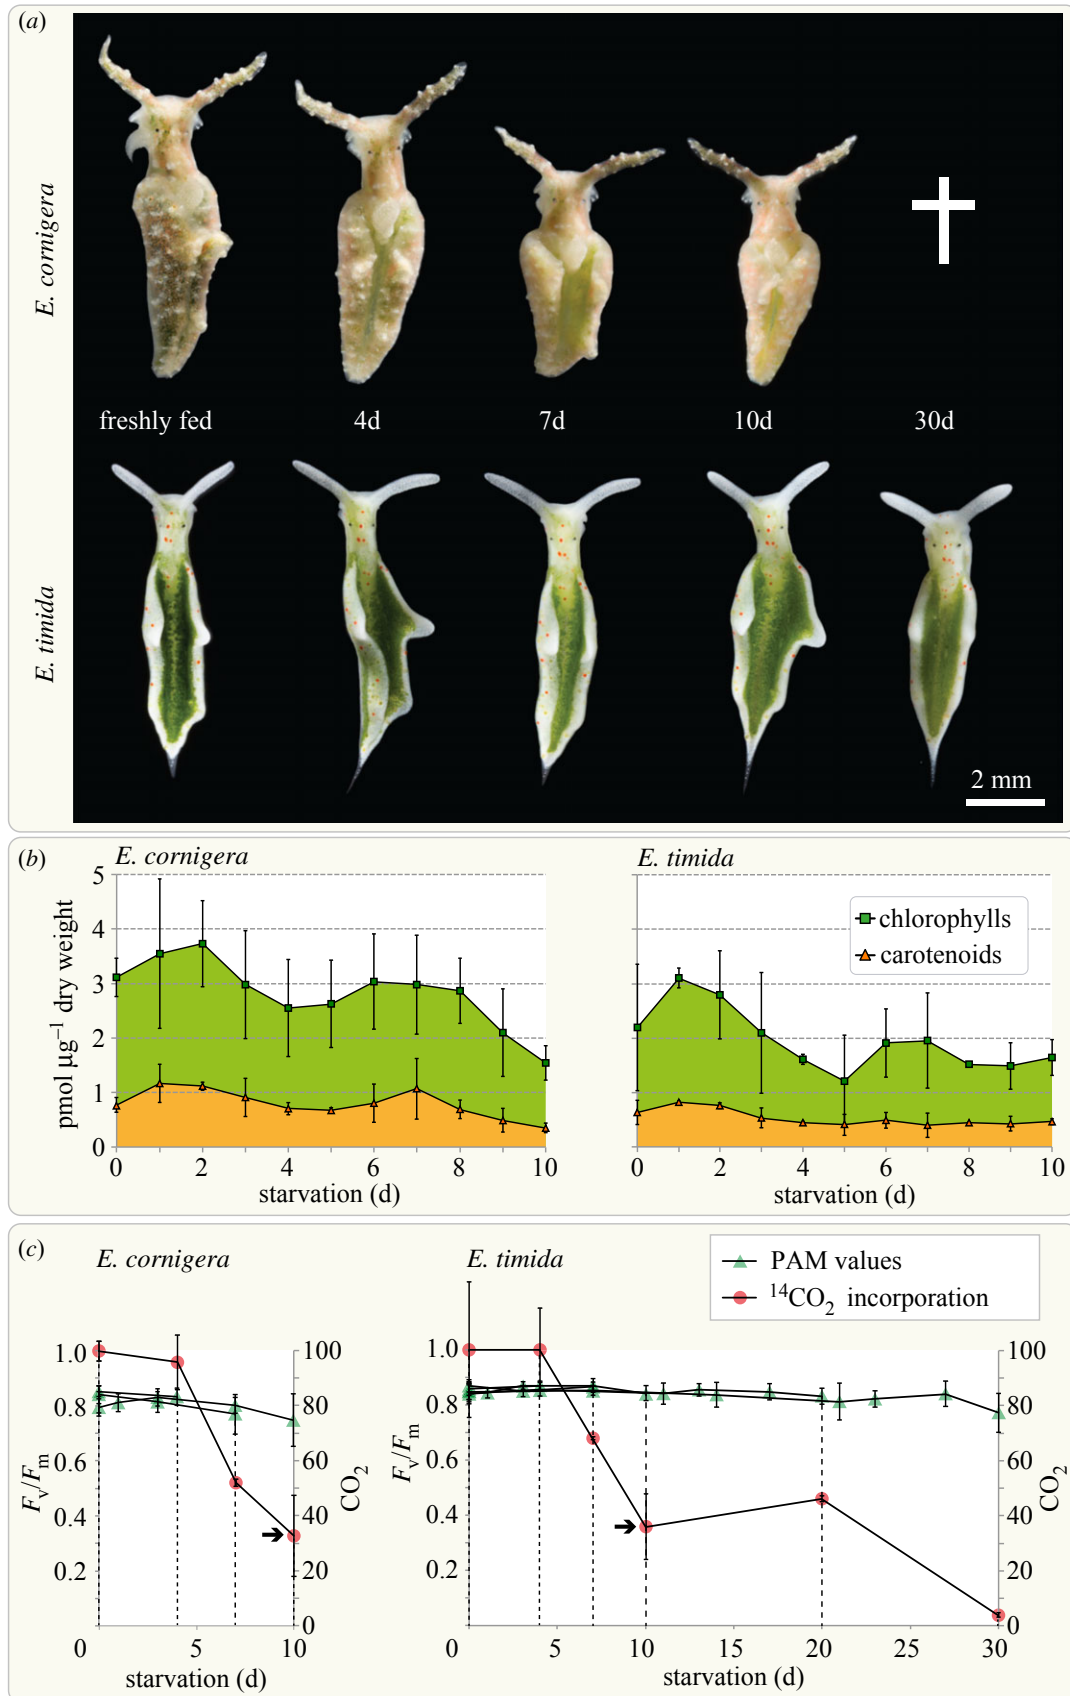 (a)
E. cornigera
freshly fed 4d 7d 10d 30d
E. timida
2 mm
(b) E. cornigera E. timida
pmol µg⁻¹ dry weight
5
4
3
2
1
0
chlorophylls
carotenoids
0 2 4 6 8 10
starvation (d)
0 2 4 6 8 10
starvation (d)
(c) E. cornigera E. timida
PAM values
¹⁴CO₂ incorporation
Fᵥ/Fₘ
1.0
0.8
0.6
0.4
0.2
100
80
60
40
20
0
CO₂
0 5 10
starvation (d)
Fᵥ/Fₘ
1.0
0.8
0.6
0.4
0.2
100
80
60
40
20
0
CO₂
0 5 10 15 20 25 30
starvation (d)